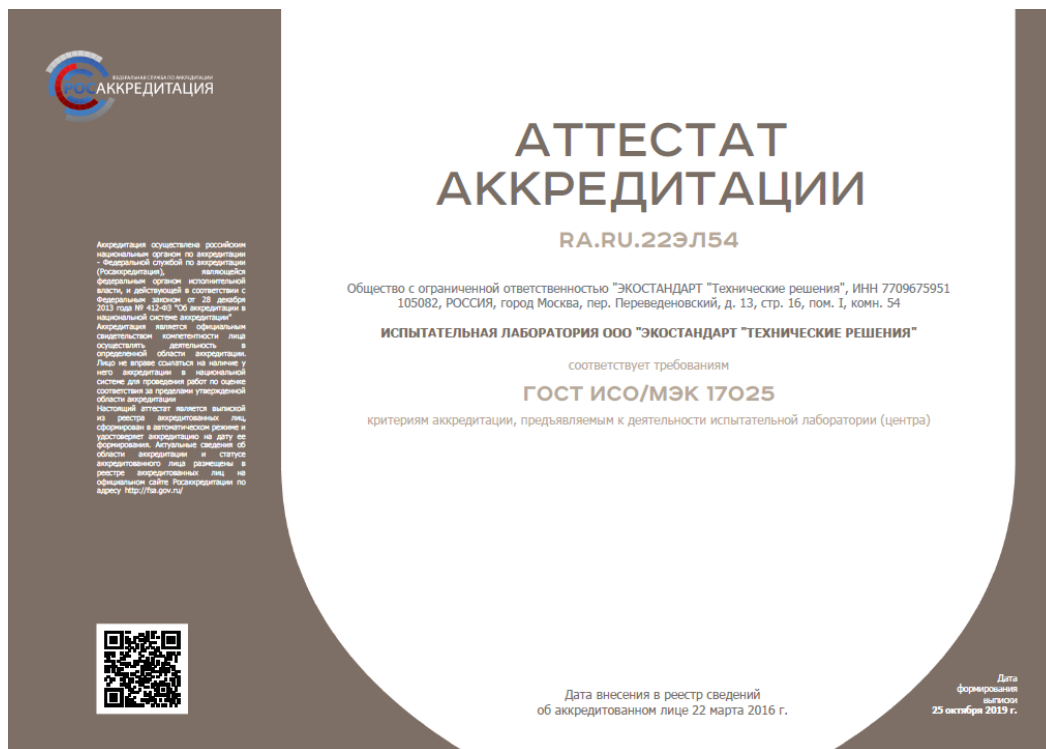 ФЕДЕРАЛЬНАЯ СЛУЖБА ПО АККРЕДИТАЦИИ
РОСАККРЕДИТАЦИЯ
АТТЕСТАТ
АККРЕДИТАЦИИ
RA.RU.22ЭЛ54
Общество с ограниченной ответственностью "ЭКОСТАНДАРТ "Технические решения", ИНН 7709675951
105082, РОССИЯ, город Москва, пер. Переведеновский, д. 13, стр. 16, пом. I, комн. 54
ИСПЫТАТЕЛЬНАЯ ЛАБОРАТОРИЯ ООО "ЭКОСТАНДАРТ "ТЕХНИЧЕСКИЕ РЕШЕНИЯ"
соответствует требованиям
ГОСТ ИСО/МЭК 17025
критериям аккредитации, предъявляемым к деятельности испытательной лаборатории (центра)
Аккредитация осуществлена российским
национальным органом по аккредитации
- Федеральной службой по аккредитации
(Росаккредитация), являющейся
федеральным органом исполнительной
власти, и действующей в соответствии с
Федеральным законом от 28 декабря
2013 года № 412-ФЗ "Об аккредитации в
национальной системе аккредитации"
Аккредитация является официальным
свидетельством компетентности лица
осуществлять деятельность в
определенной области аккредитации.
Лицо не вправе ссылаться на наличие у
него аккредитации в национальной
системе для проведения работ по оценке
соответствия за пределами утвержденной
области аккредитации
Настоящий аттестат является выпиской
из реестра аккредитованных лиц,
сформирован в автоматическом режиме и
удостоверяет аккредитацию на дату ее
формирования. Актуальные сведения об
области аккредитации и статусе
аккредитованного лица размещены в
реестре аккредитованных лиц на
официальном сайте Росаккредитации по
адресу http://fsa.gov.ru/
Дата внесения в реестр сведений
об аккредитованном лице 22 марта 2016 г.
Дата
формирования
выписки
25 октября 2019 г.